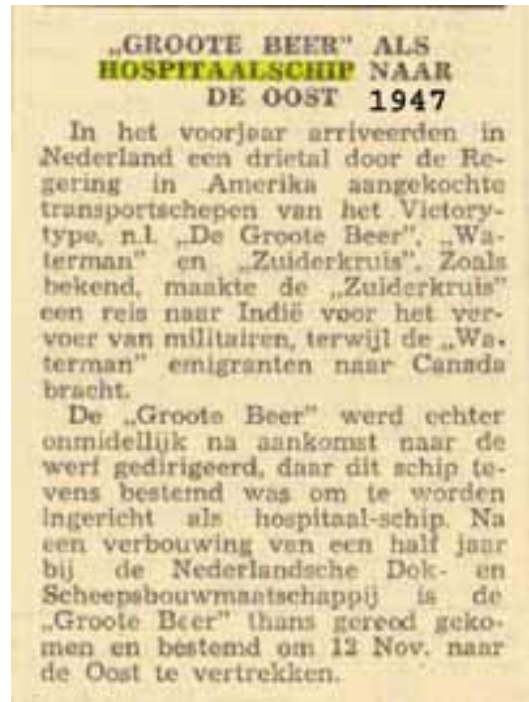 „GROOTE BEER” ALS
HOSPITAALSCHIP NAAR
DE OOST 1947
In het voorjaar arriveerden in
Nederland een drietal door de Re-
gering in Amerika aangekochte
transportschepen van het Victory-
type, n.l. „De Groote Beer”, „Wa-
terman” en „Zuiderkruis”. Zoals
bekend, maakte de „Zuiderkruis”
een reis naar Indië voor het ver-
voer van militairen, terwijl de „Wa-
terman” emigranten naar Canada
bracht.
De „Groote Beer” werd echter
onmidellijk na aankomst naar de
werf gedirigeerd, daar dit schip te-
vens bestemd was om te worden
ingericht als hospitaal-schip. Na
een verbouwing van een half jaar
bij de Nederlandsche Dok- en
Scheepsbouwmaatschappij is de
„Groote Beer” thans gereed geko-
men en bestemd om 12 Nov. naar
de Oost te vertrekken.